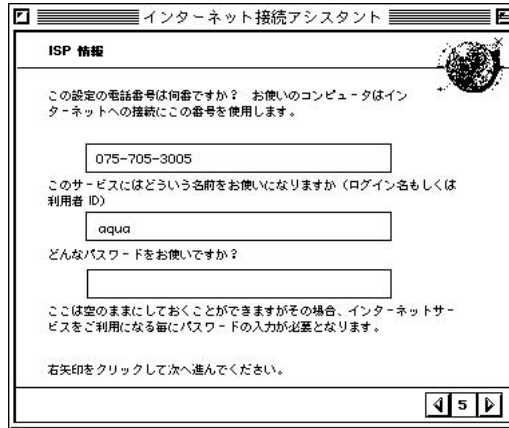 インターネット接続アシスタント
ISP 情報
この設定の電話番号は何番ですか？　お使いのコンピュータはイン
ターネットへの接続にこの番号を使用します。
075-705-3005
このサービスにはどういう名前をお使いになりますか（ログイン名もしくは
利用者 ID）
aqua
どんなパスワードをお使いですか？
ここは空のままにしておくことができますがその場合、インターネットサー
ビスをご利用になる毎にパスワードの入力が必要となります。
右矢印をクリックして次へ進んでください。
5